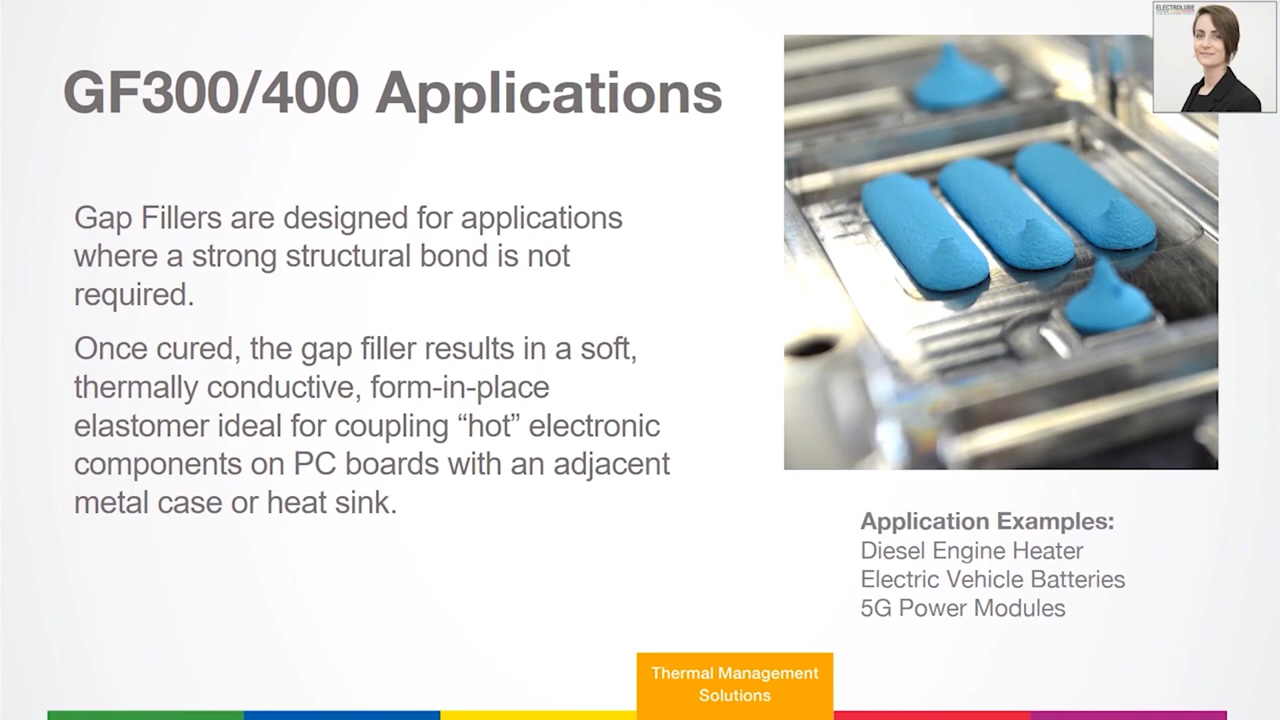 ELECTROLUBE
GF300/400 Applications
Gap Fillers are designed for applications
where a strong structural bond is not
required.
Once cured, the gap filler results in a soft,
thermally conductive, form-in-place
elastomer ideal for coupling “hot” electronic
components on PC boards with an adjacent
metal case or heat sink.
Application Examples:
Diesel Engine Heater
Electric Vehicle Batteries
5G Power Modules
Thermal Management
Solutions